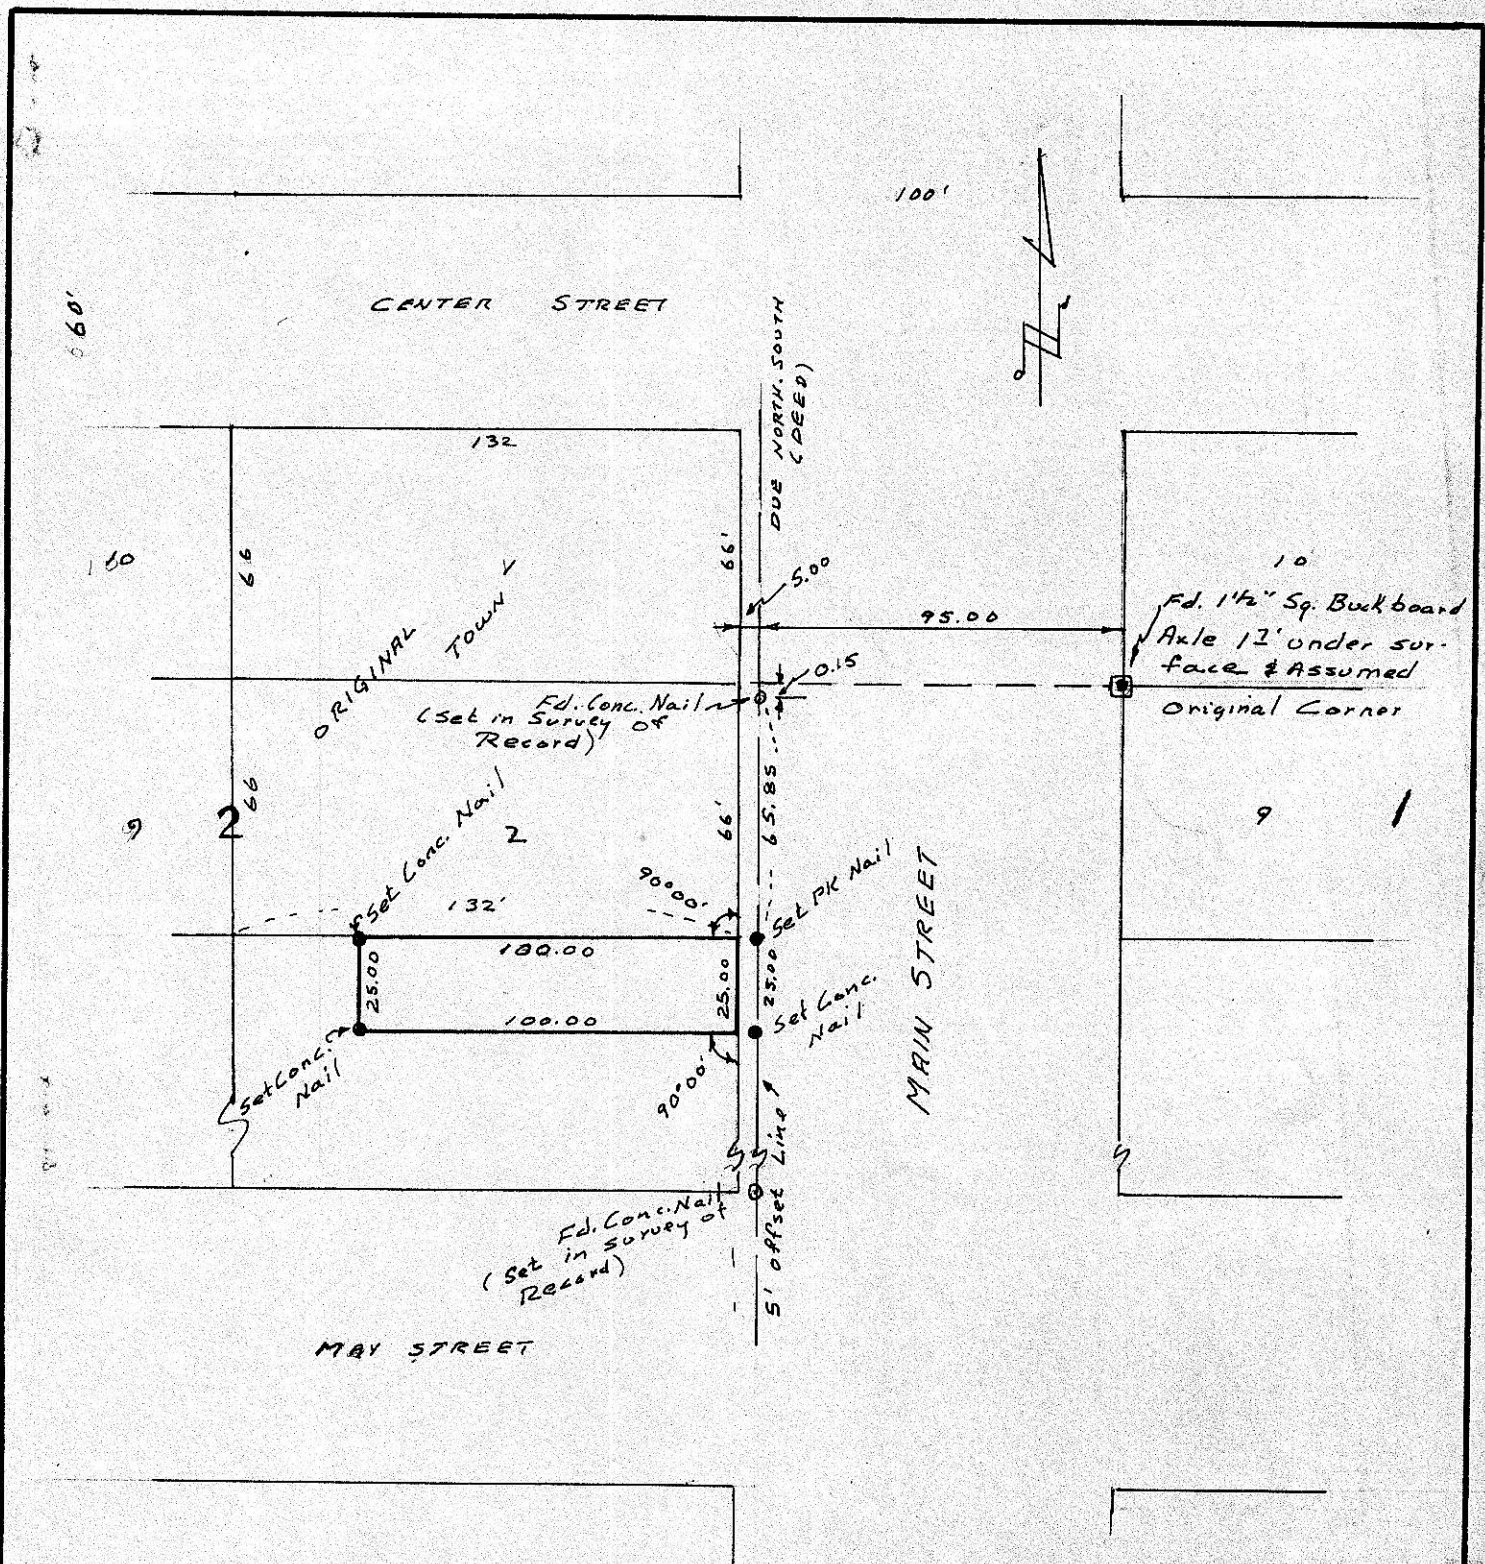 100'
CENTER STREET
60'
DUE NORTH-SOUTH
(DEED)
N
132
66
66'
5.00
95.00
10
Fd. 1½" Sq. Buckboard
Axle 1' under sur-
face & Assumed
Original Corner
ORIGINAL TOWN
0.15
Fd. Conc. Nail
(Set in Survey of
Record)
66
2
9
2
66'
65.85
9
1
Set Conc. Nail
132'
90°00'
Set PK Nail
MAIN STREET
100.00
25.00
25.00
25.00
100.00
Set Conc.
Nail
Set Conc.
Nail
90°00'
5' offset Line
Fd. Conc. Nail
(Set in Survey of
Record)
MAY STREET